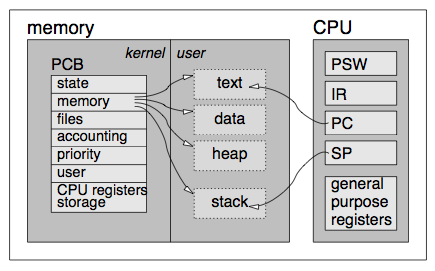 memory
CPU
kernel
user
PCB
state
memory
files
accounting
priority
user
CPU registers
storage
text
data
heap
stack
PSW
IR
PC
SP
general
purpose
registers